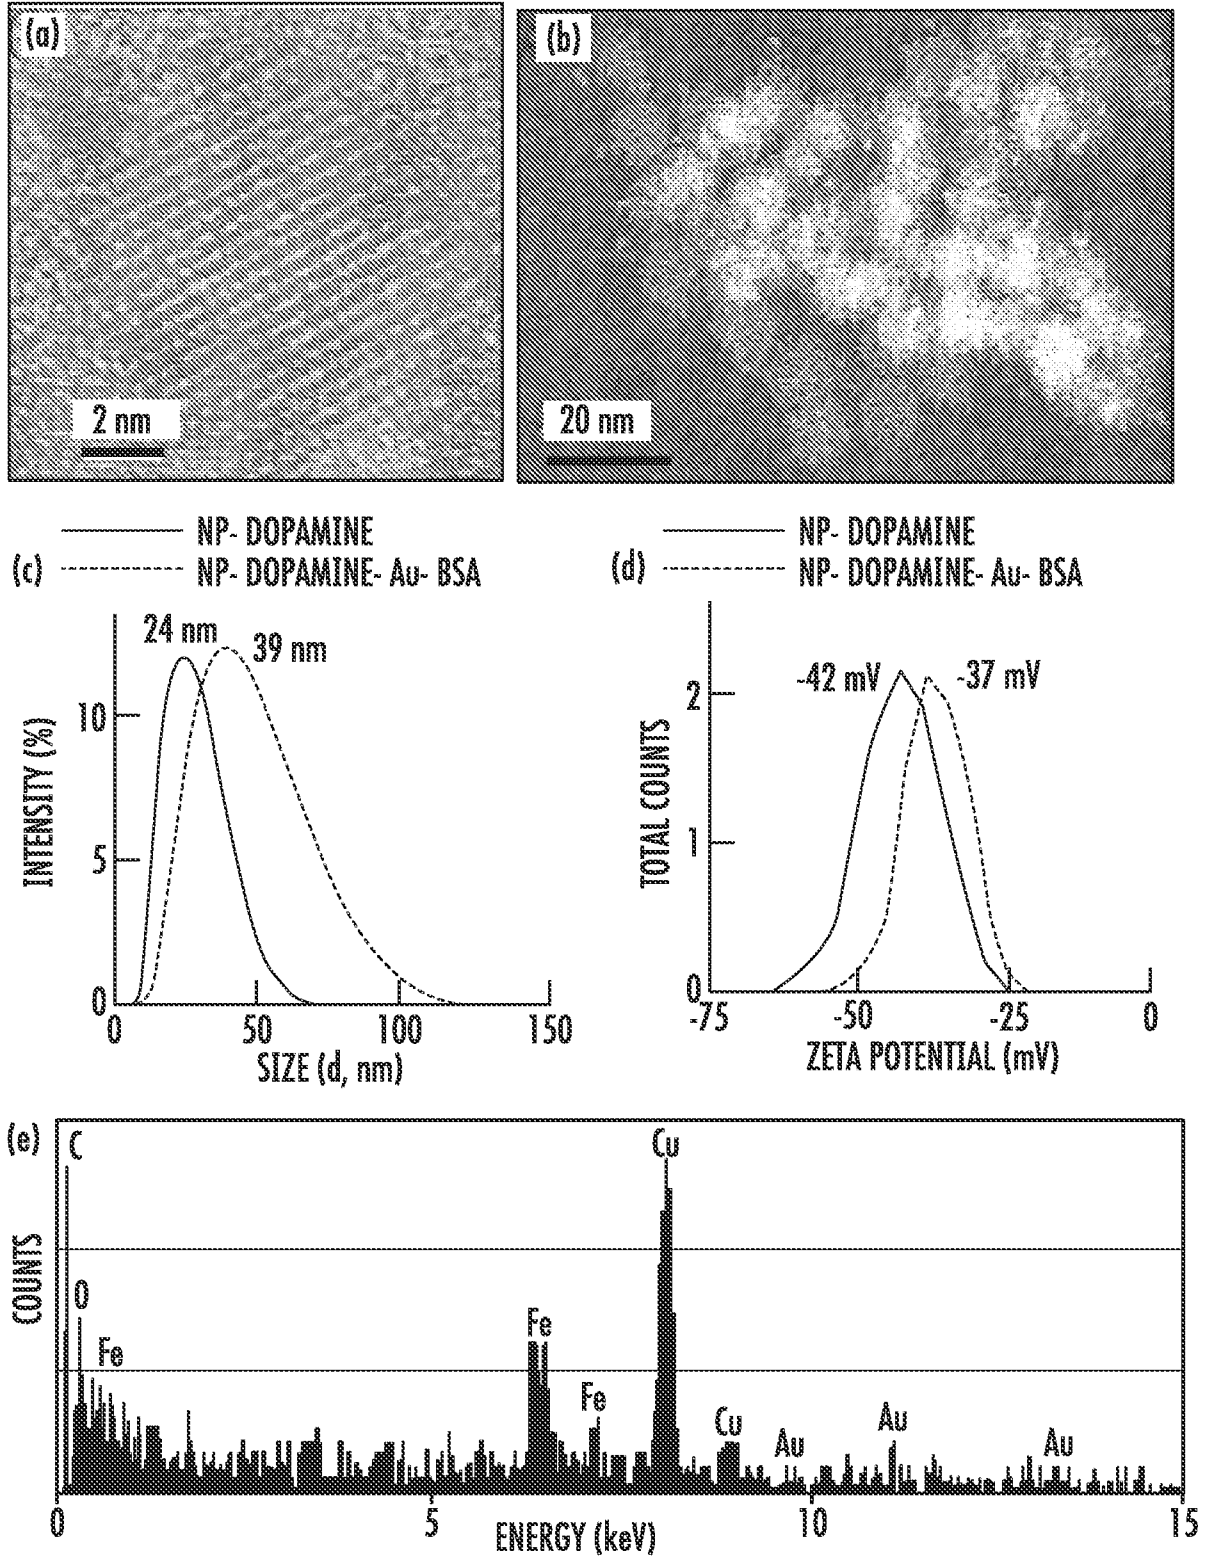 (a)
2 nm
(b)
20 nm
(c)
NP- DOPAMINE
NP- DOPAMINE- Au- BSA
24 nm
39 nm
INTENSITY (%)
10
5
0
0 50 100 150
SIZE (d, nm)
(d)
NP- DOPAMINE
NP- DOPAMINE- Au- BSA
-42 mV
-37 mV
TOTAL COUNTS
2
1
0
-75 -50 -25 0
ZETA POTENTIAL (mV)
(e)
C
O
Fe
Fe
Fe
Cu
Cu
Au
Au
Au
COUNTS
0 5 10 15
ENERGY (keV)